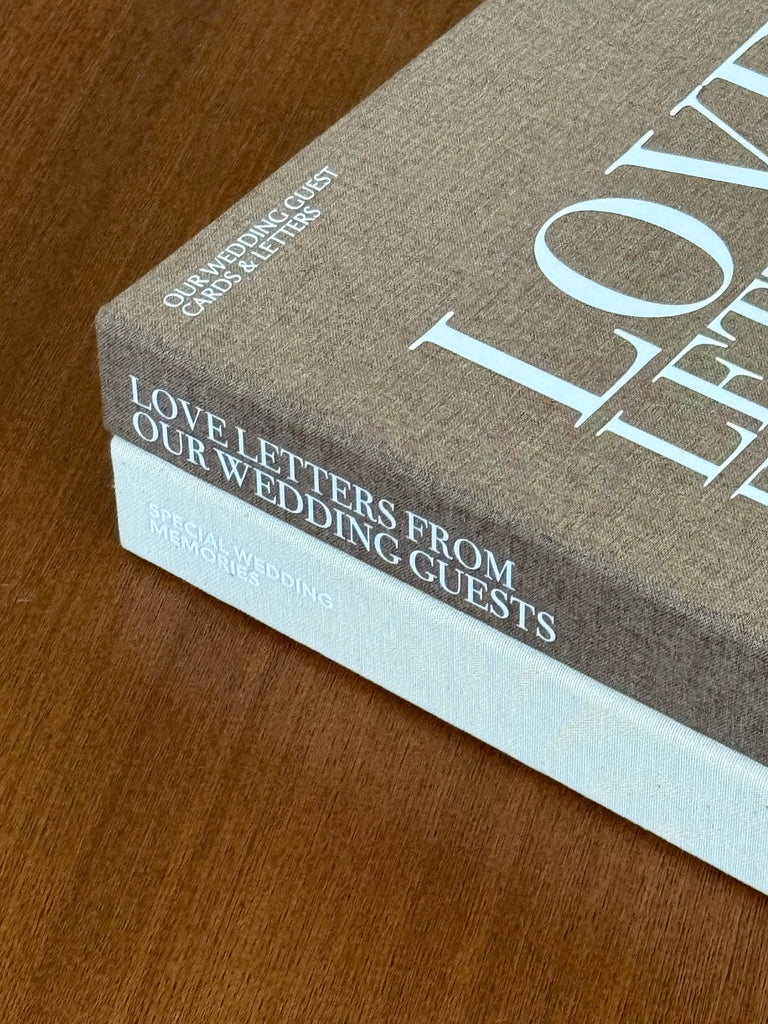 OUR WEDDING GUEST
CARDS & LETTERS
LOVE LETTERS FROM
OUR WEDDING GUESTS
SPECIAL WEDDING
MEMORIES